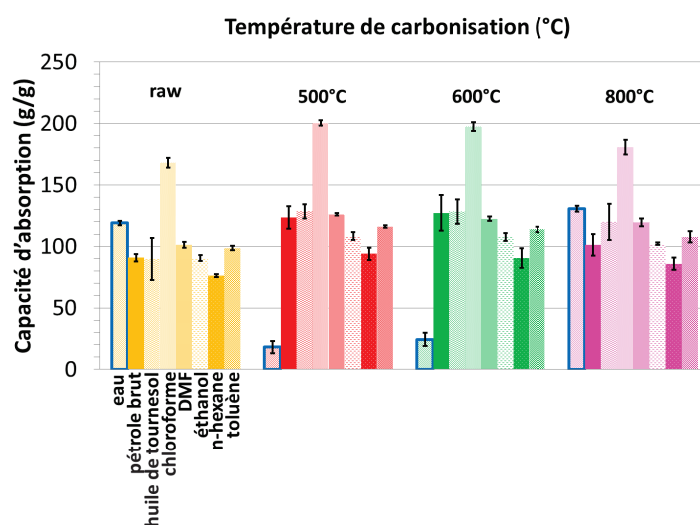 Température de carbonisation (°C)
Capacité d'absorption (g/g)
250
200
150
100
50
0
raw
500°C
600°C
800°C
eau
pétrole brut
huile de tournesol
chloroforme
DMF
éthanol
n-hexane
toluène